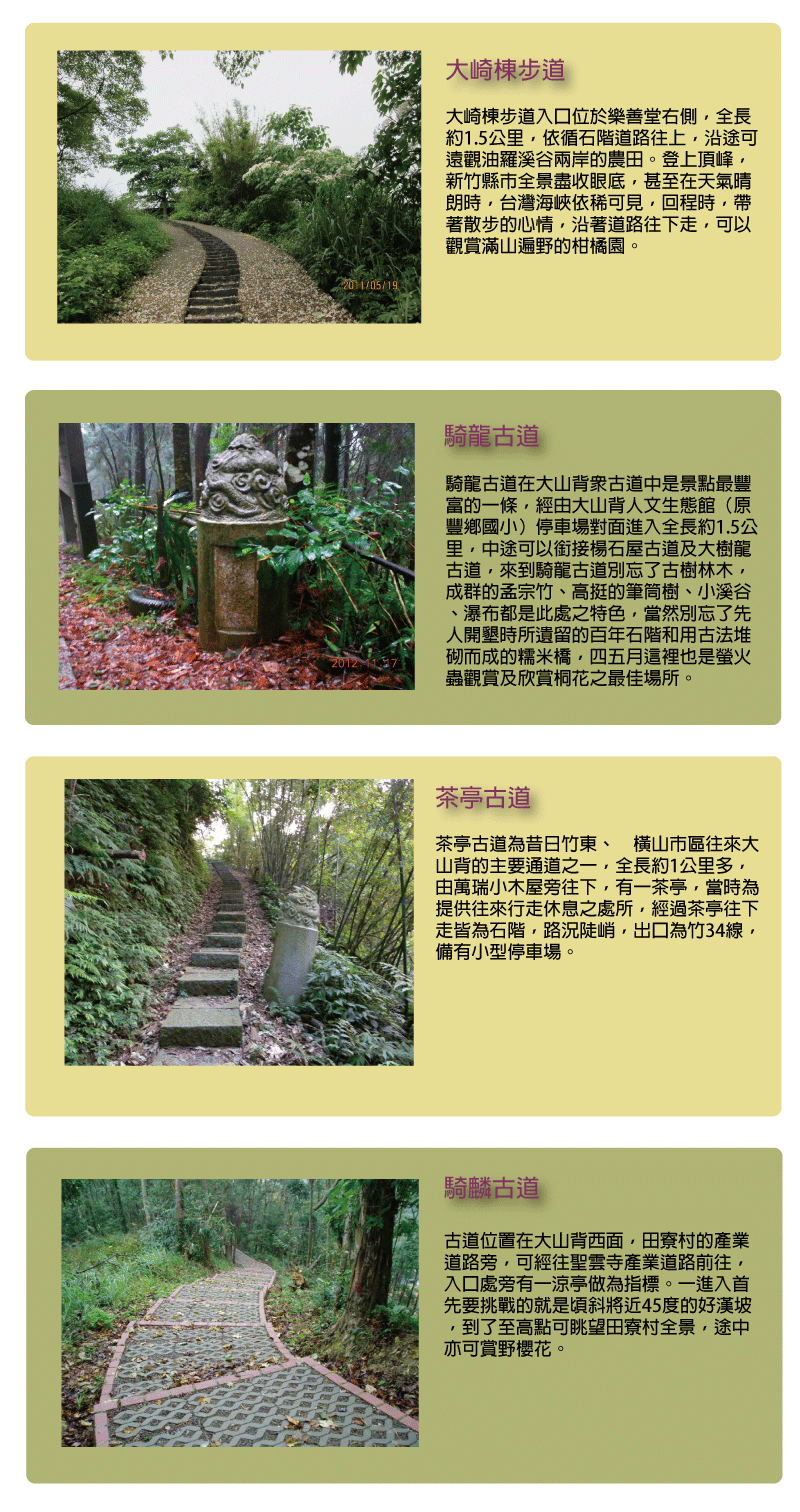 大崎棟步道
大崎棟步道入口位於樂善堂右側，全長
約1.5公里，依循石階道路往上，沿途可
遠觀油羅溪谷兩岸的農田。登上頂峰，
新竹縣市全景盡收眼底，甚至在天氣晴
朗時，台灣海峽依稀可見，回程時，帶
著散步的心情，沿著道路往下走，可以
觀賞滿山遍野的柑橘園。
2011/05/19
騎龍古道
騎龍古道在大山背眾古道中是景點最豐
富的一條，經由大山背人文生態館（原
豐鄉國小）停車場對面進入全長約1.5公
里，中途可以銜接楊石屋古道及大樹龍
古道，來到騎龍古道別忘了古樹林木，
成群的孟宗竹、高挺的筆筒樹、小溪谷
、瀑布都是此處之特色，當然別忘了先
人開墾時所遺留的百年石階和用古法堆
砌而成的糯米橋，四五月這裡也是螢火
蟲觀賞及欣賞桐花之最佳場所。
2012 11 17
茶亭古道
茶亭古道為昔日竹東、　橫山市區往來大
山背的主要通道之一，全長約1公里多，
由萬瑞小木屋旁往下，有一茶亭，當時為
提供往來行走休息之處所，經過茶亭往下
走皆為石階，路況陡峭，出口為竹34線，
備有小型停車場。
騎麟古道
古道位置在大山背西面，田寮村的產業
道路旁，可經往聖雲寺產業道路前往，
入口處旁有一涼亭做為指標。一進入首
先要挑戰的就是頃斜將近45度的好漢坡
，到了至高點可眺望田寮村全景，途中
亦可賞野櫻花。